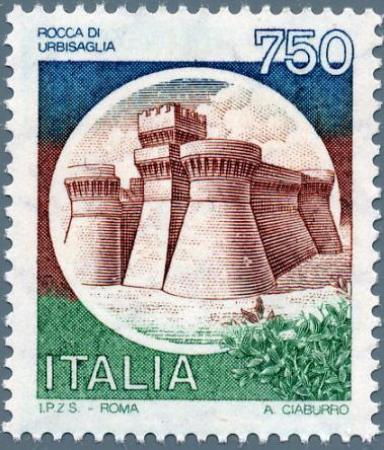 ROCCA DI
URBISAGLIA
750
ITALIA
I.P.Z.S. - ROMA
A. CIABURRO